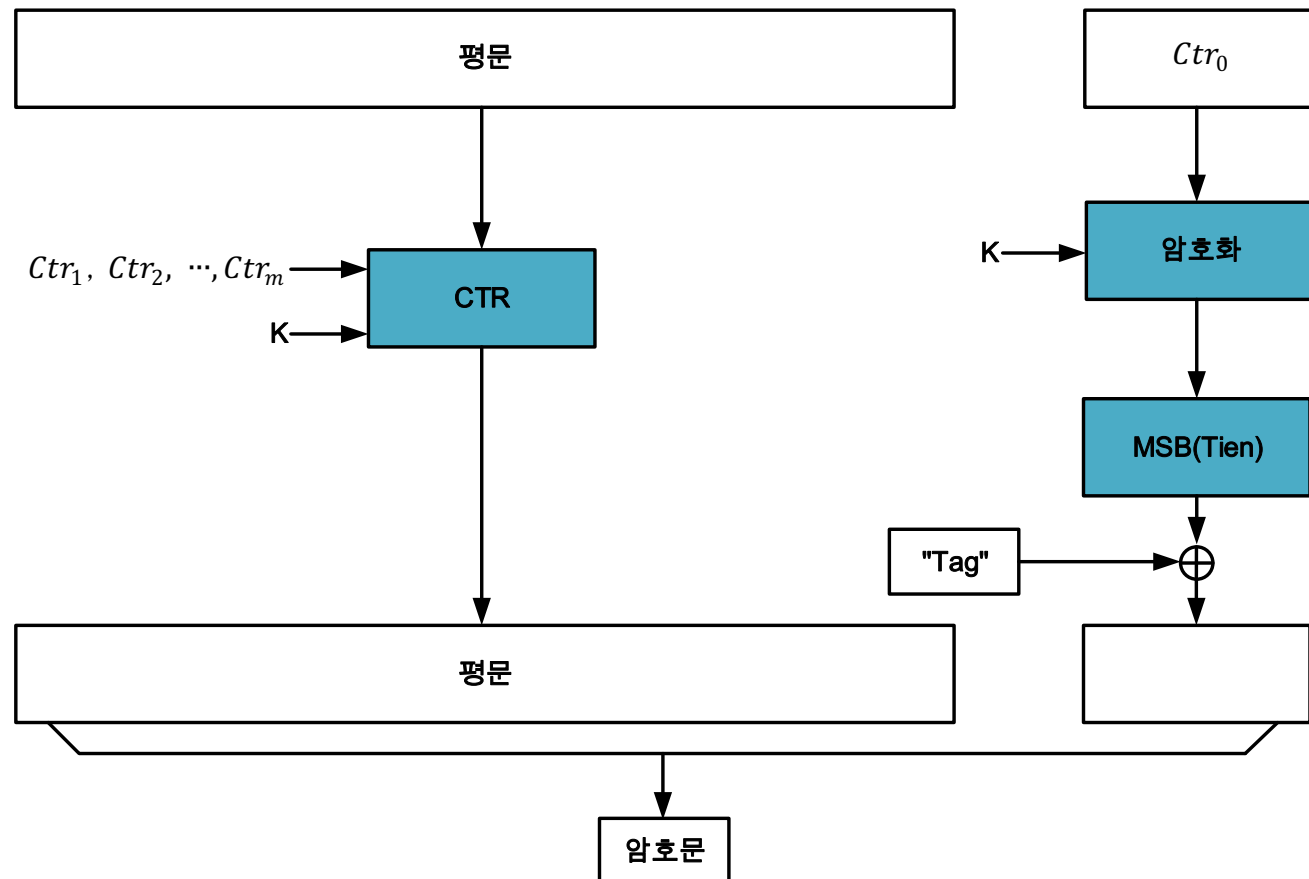 평문
Ctr₀
암호화
K
Ctr₁, Ctr₂, ⋯, Ctrₘ
CTR
K
MSB(Tien)
"Tag"
평문
암호문